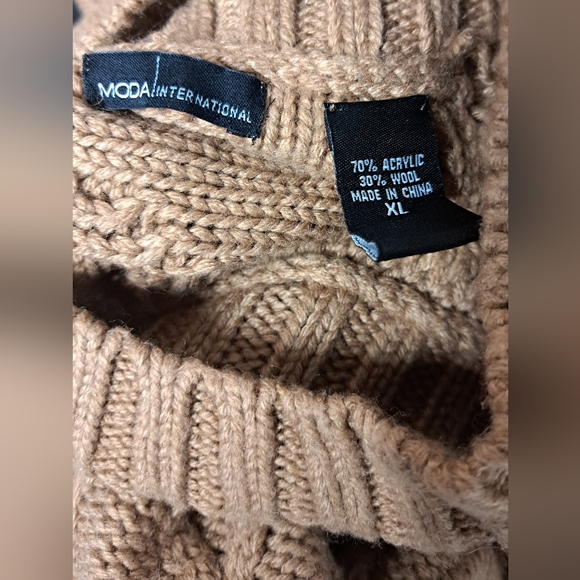 MODA INTERNATIONAL
70% ACRYLIC
30% WOOL
MADE IN CHINA
XL